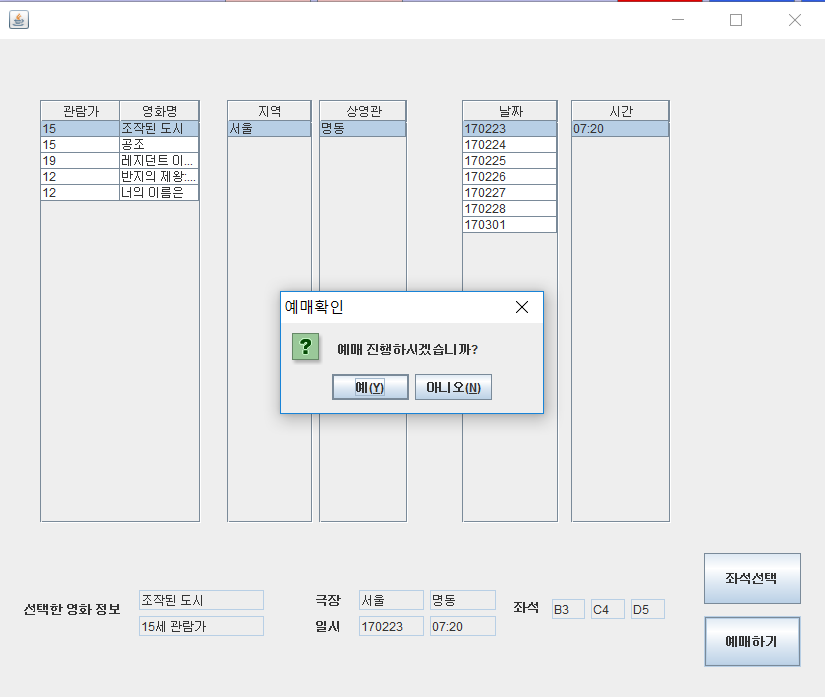 관람가 영화명 지역 상영관 날짜 시간
15 조작된 도시 서울 명동 170223 07:20
15 공조 170224
19 레지던트 이... 170225
12 반지의 제왕:... 170226
12 너의 이름은 170227
170228
170301
예매확인
? 예매 진행하시겠습니까?
예(Y) 아니오(N)
좌석선택
선택한 영화 정보 조작된 도시 극장 서울 명동 좌석 B3 C4 D5
15세 관람가 일시 170223 07:20
예매하기